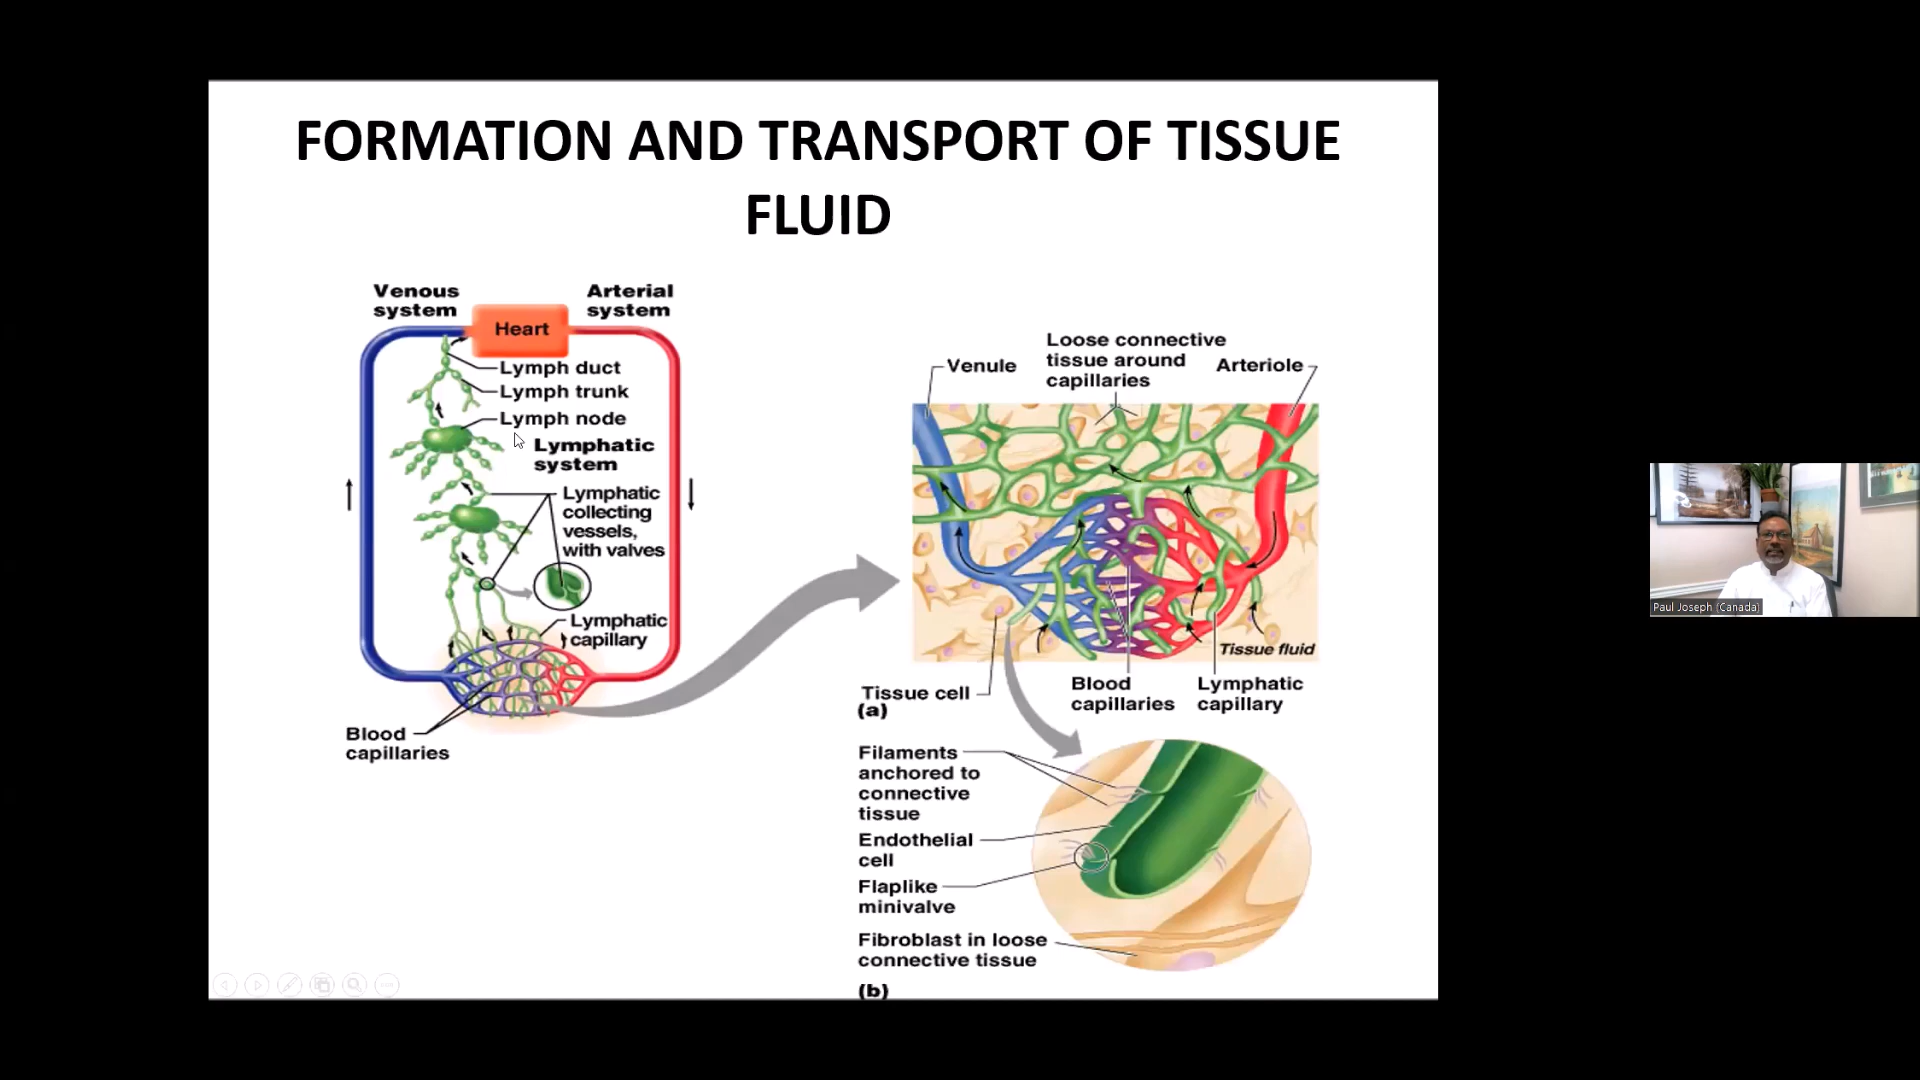 FORMATION AND TRANSPORT OF TISSUE
FLUID
Venous
system
Heart
Arterial
system
Lymph duct
Lymph trunk
Lymph node
Lymphatic
system
Lymphatic
collecting
vessels,
with valves
Lymphatic
capillary
Blood
capillaries
Venule
Loose connective
tissue around
capillaries
Arteriole
Tissue fluid
Tissue cell
Blood
capillaries
Lymphatic
capillary
(a)
Filaments
anchored to
connective
tissue
Endothelial
cell
Flaplike
minivalve
Fibroblast in loose
connective tissue
(b)
Paul Joseph (Canada)